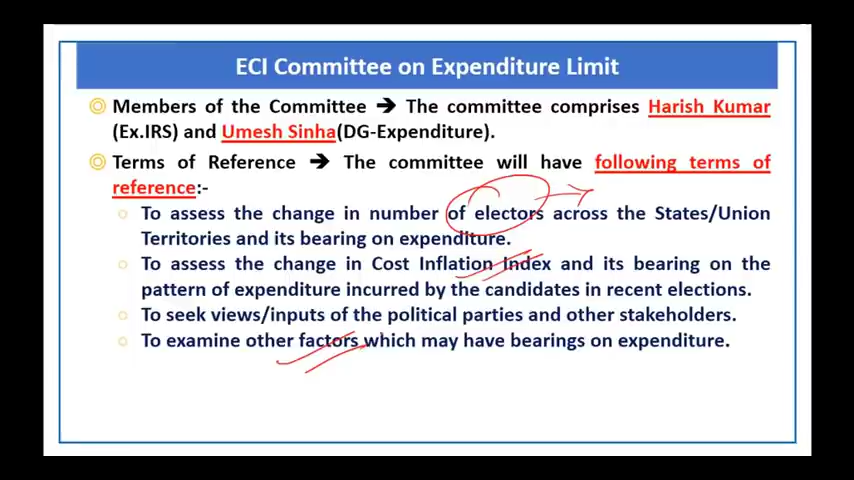 ECI Committee on Expenditure Limit
Members of the Committee ➔ The committee comprises Harish Kumar
(Ex.IRS) and Umesh Sinha(DG-Expenditure).
Terms of Reference ➔ The committee will have following terms of
reference:-
To assess the change in number of electors across the States/Union
Territories and its bearing on expenditure.
To assess the change in Cost Inflation Index and its bearing on the
pattern of expenditure incurred by the candidates in recent elections.
To seek views/inputs of the political parties and other stakeholders.
To examine other factors which may have bearings on expenditure.